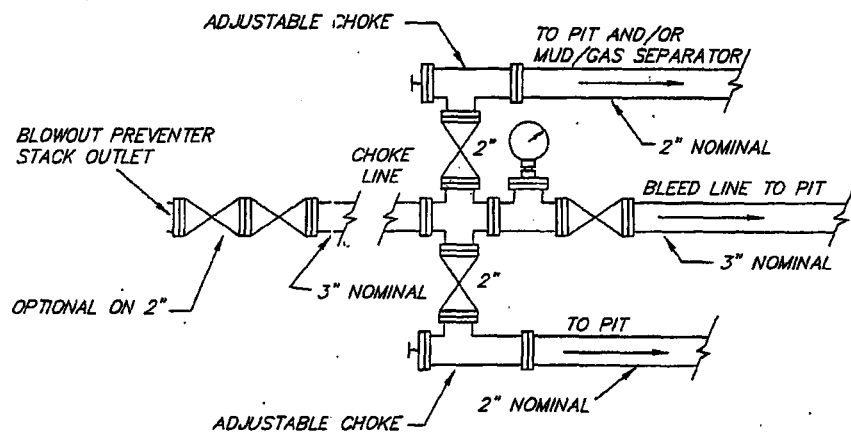 ADJUSTABLE CHOKE
TO PIT AND/OR
MUD/GAS SEPARATOR
BLOWOUT PREVENTER
STACK OUTLET
CHOKE
LINE
2"
2" NOMINAL
BLEED LINE TO PIT
OPTIONAL ON 2"
3" NOMINAL
2"
3" NOMINAL
TO PIT
2" NOMINAL
ADJUSTABLE CHOKE